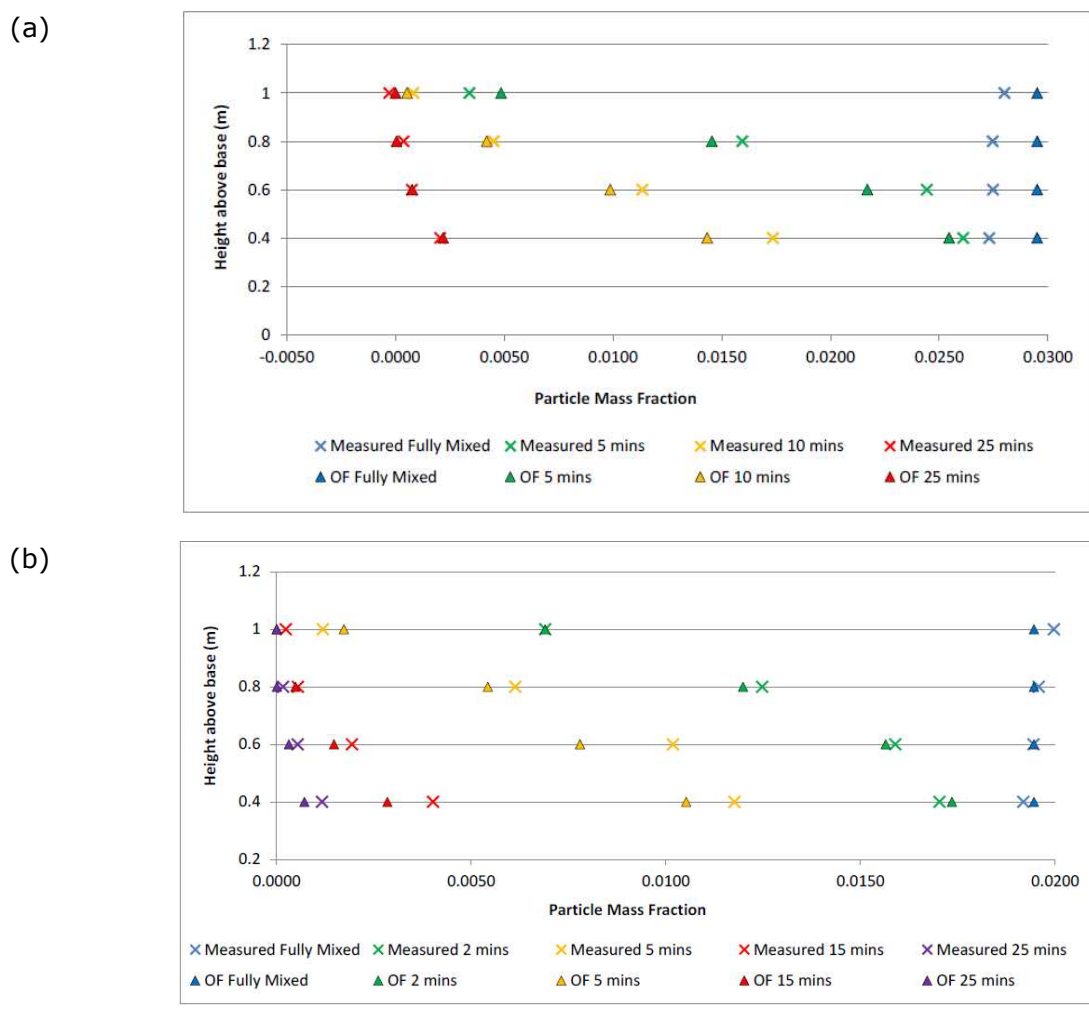 (a)
1.2
1
0.8
0.6
0.4
0.2
0
Height above base (m)
-0.0050 0.0000 0.0050 0.0100 0.0150 0.0200 0.0250 0.0300
Particle Mass Fraction
Measured Fully Mixed Measured 5 mins Measured 10 mins Measured 25 mins
OF Fully Mixed OF 5 mins OF 10 mins OF 25 mins
(b)
1.2
1
0.8
0.6
0.4
0.2
Height above base (m)
0.0000 0.0050 0.0100 0.0150 0.0200
Particle Mass Fraction
Measured Fully Mixed Measured 2 mins Measured 5 mins Measured 15 mins Measured 25 mins
OF Fully Mixed OF 2 mins OF 5 mins OF 15 mins OF 25 mins